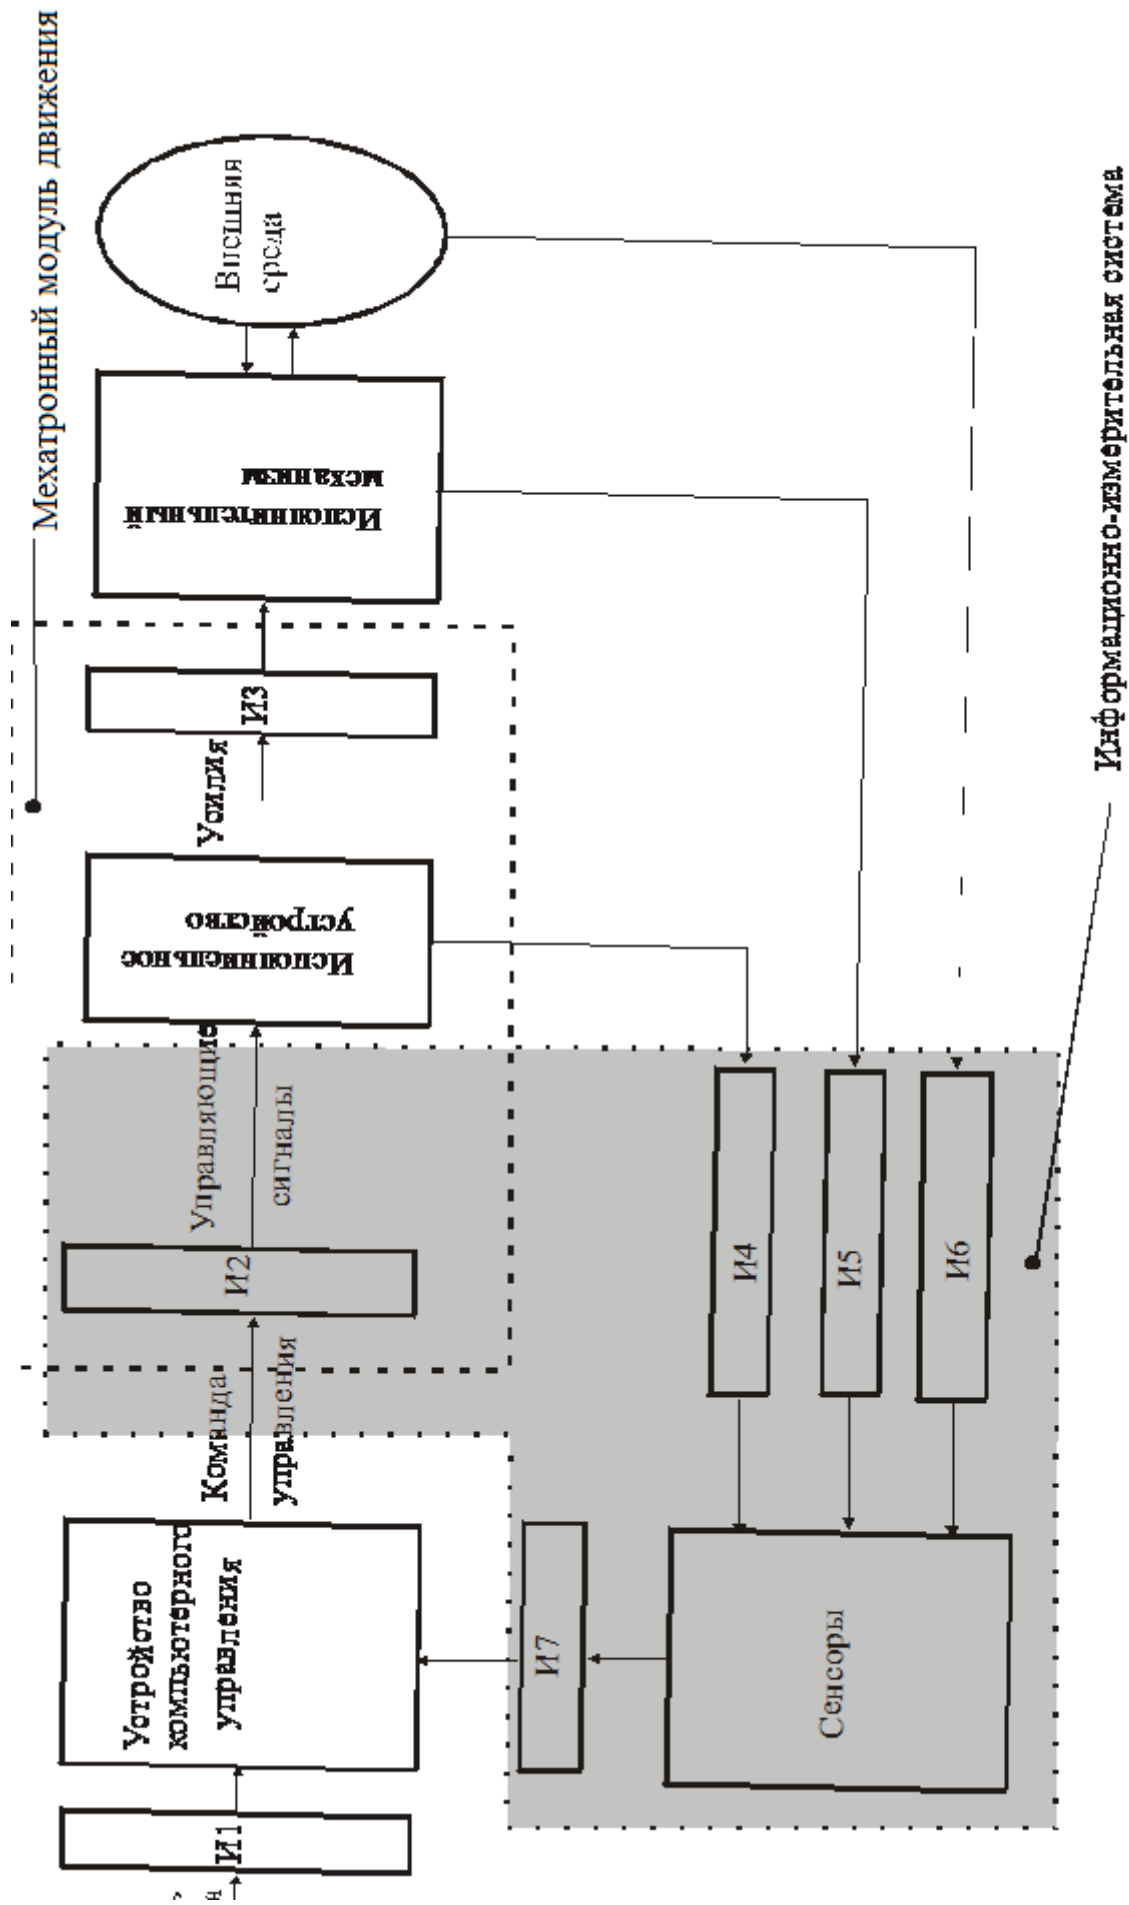 Мехатронный модуль движения
Внешняя
среда
Исполнительный
механизм
И3
Усилия
Исполнительное
устройство
Управляющие
сигналы
И2
Команда
управления
Устройство
компьютерного
управления
И1
И4
И5
И6
И7
Сенсоры
Информационно-измерительная система